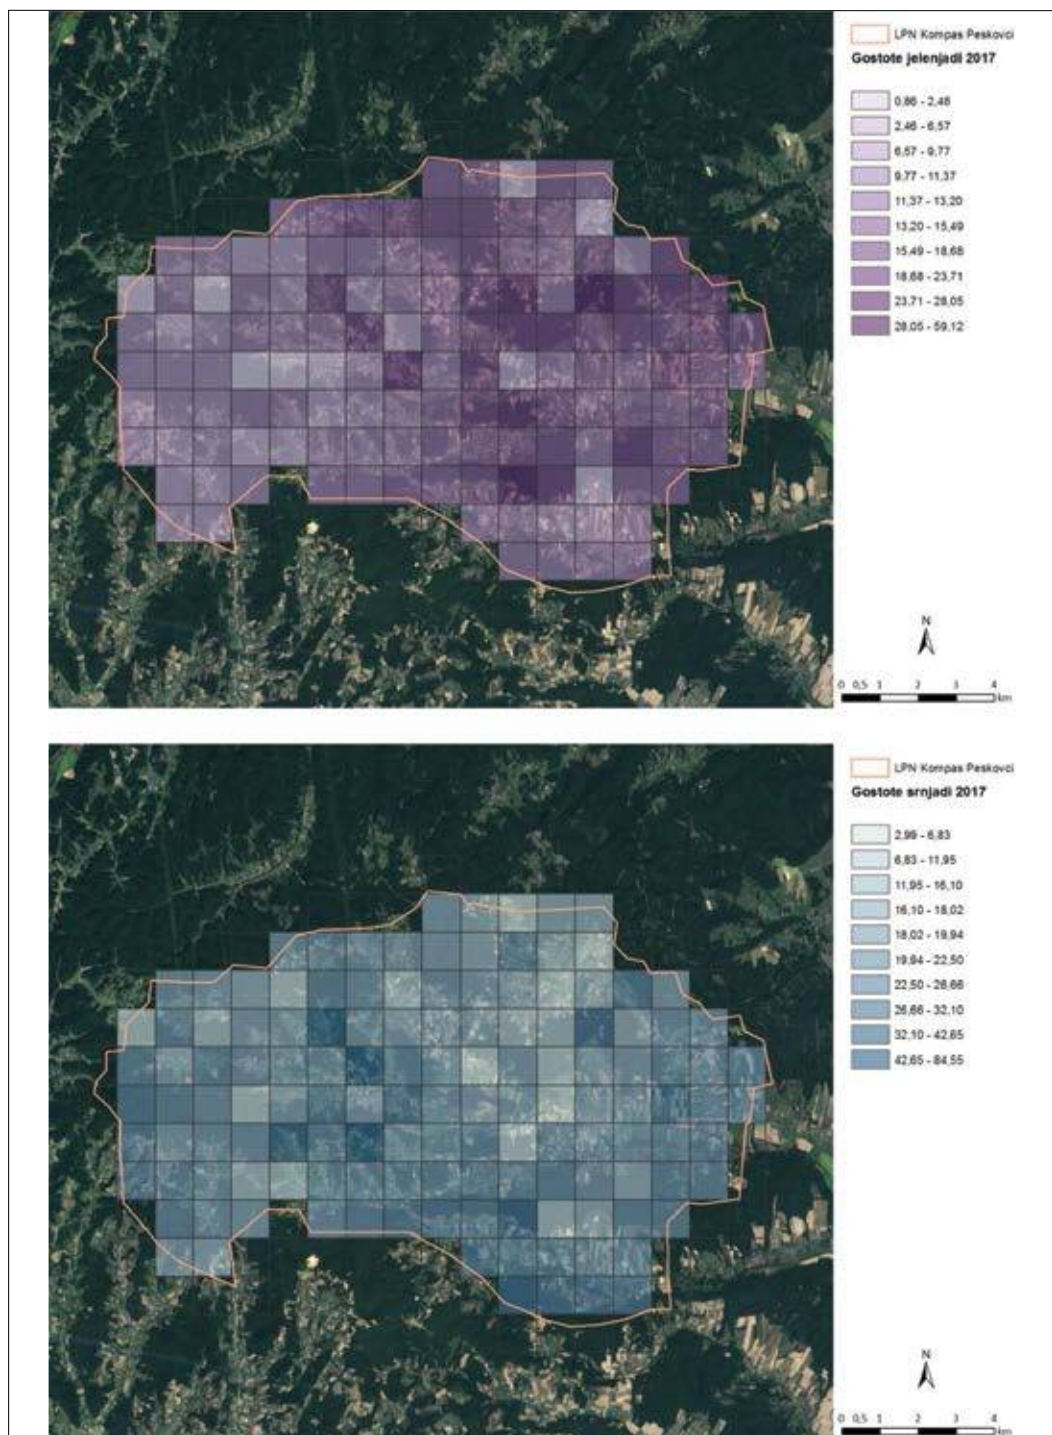 LPN Kompas Peskovci
Gostote jelenjadi 2017
0,86 - 2,46
2,46 - 6,57
6,57 - 9,77
9,77 - 11,37
11,37 - 13,20
13,20 - 15,49
15,49 - 18,68
18,68 - 23,71
23,71 - 28,05
28,05 - 59,12
N
0 0,5 1 2 3 4
km
LPN Kompas Peskovci
Gostote srnjadi 2017
2,99 - 6,83
6,83 - 11,95
11,95 - 16,10
16,10 - 18,02
18,02 - 19,94
19,94 - 22,50
22,50 - 26,66
26,66 - 32,10
32,10 - 42,65
42,65 - 84,55
N
0 0,5 1 2 3 4
km